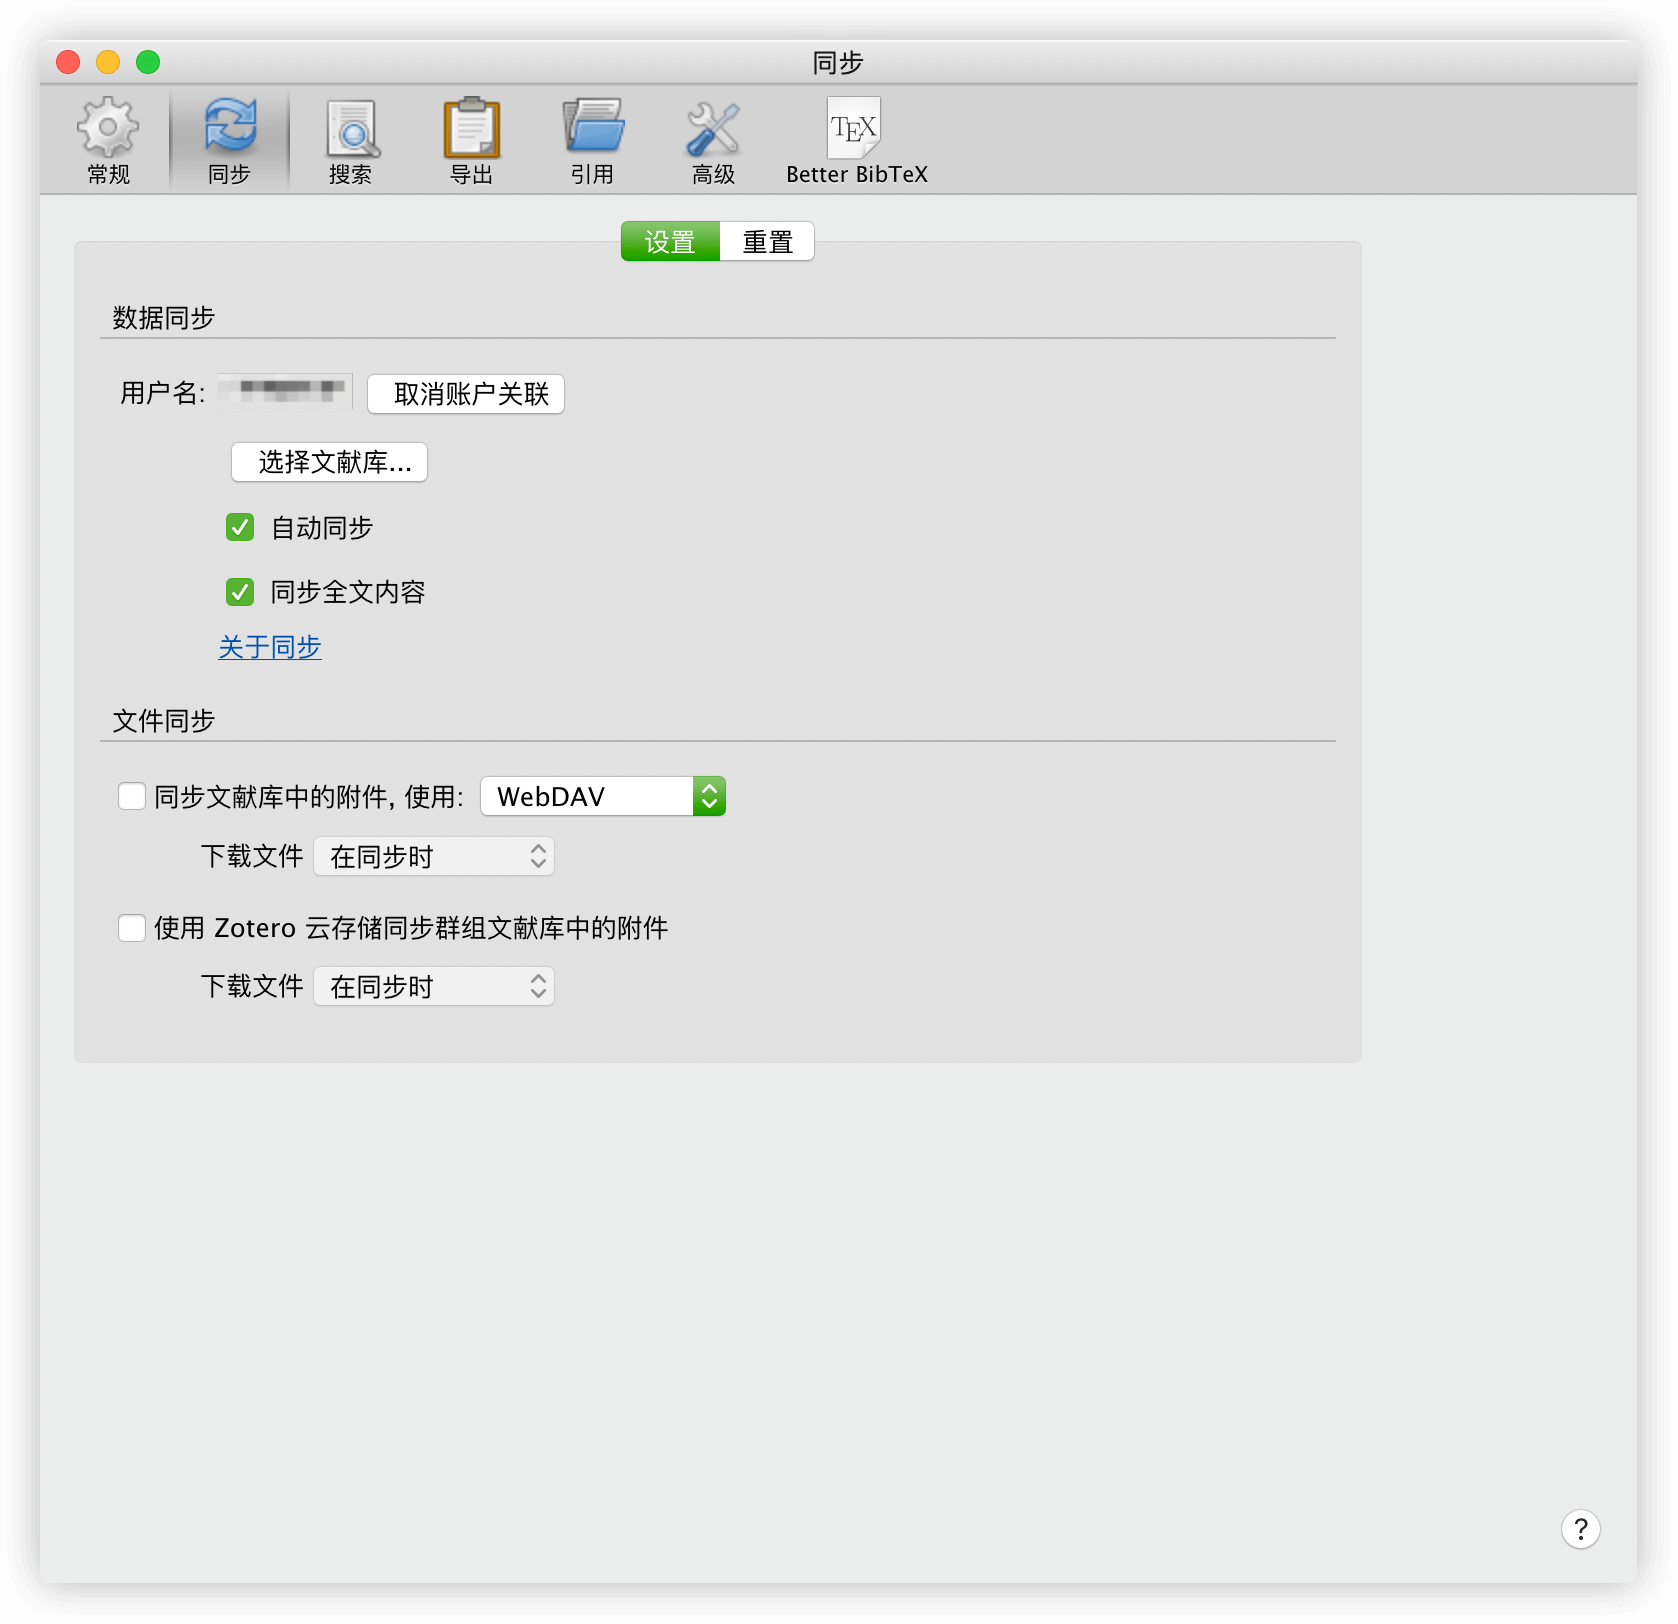 同步
常规
同步
搜索
导出
引用
高级
TEX
Better BibTeX
设置
重置
数据同步
用户名:
取消账户关联
选择文献库...
自动同步
同步全文内容
关于同步
文件同步
同步文献库中的附件, 使用: WebDAV
下载文件 在同步时
使用 Zotero 云存储同步群组文献库中的附件
下载文件 在同步时
?